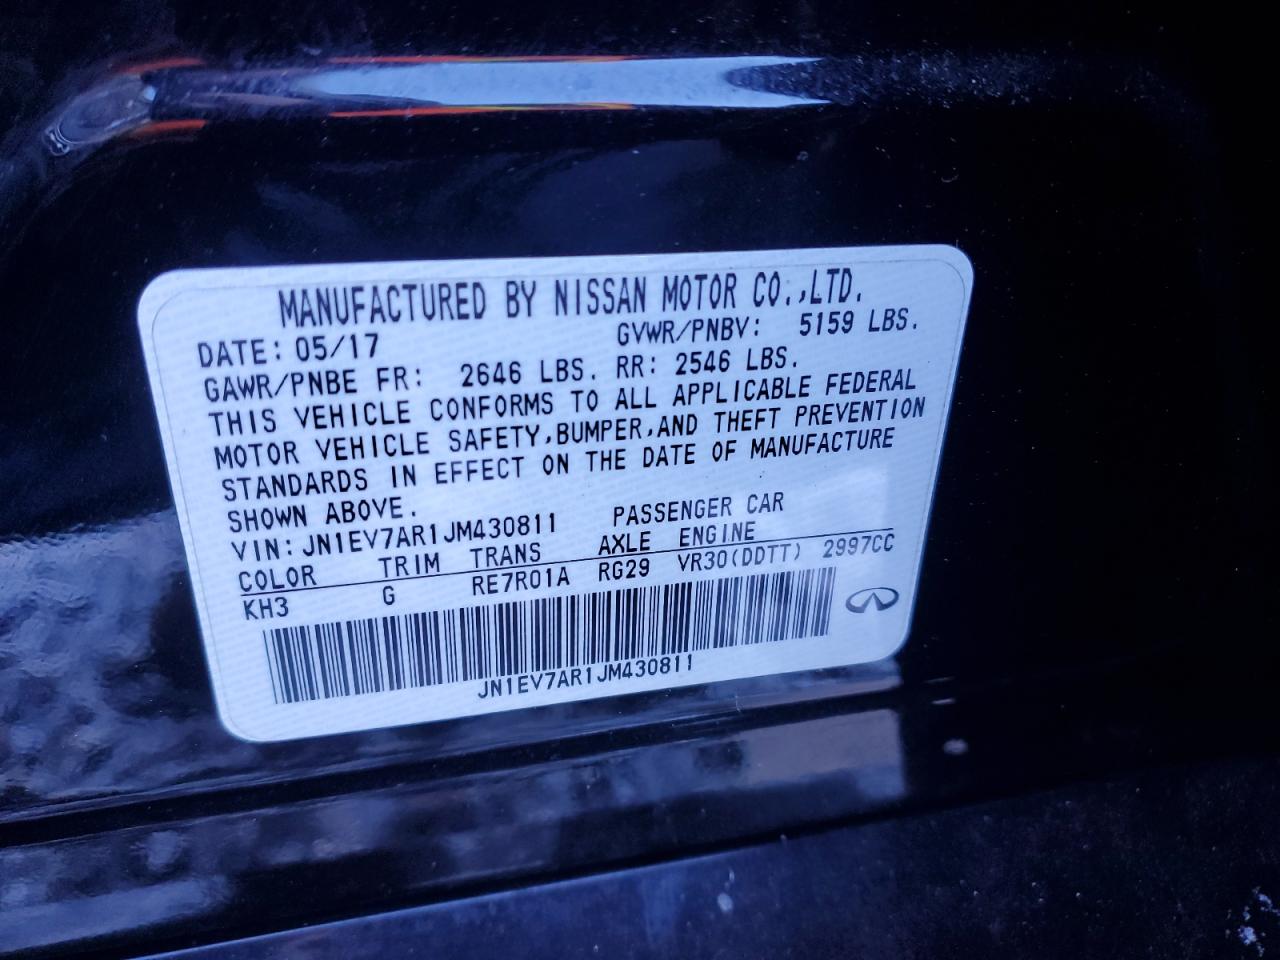 MANUFACTURED BY NISSAN MOTOR CO.,LTD.
DATE: 05/17 GVWR/PNBV: 5159 LBS.
GAWR/PNBE FR: 2646 LBS. RR: 2546 LBS.
THIS VEHICLE CONFORMS TO ALL APPLICABLE FEDERAL
MOTOR VEHICLE SAFETY,BUMPER,AND THEFT PREVENTION
STANDARDS IN EFFECT ON THE DATE OF MANUFACTURE
SHOWN ABOVE.
VIN: JN1EV7AR1JM430811 PASSENGER CAR
COLOR TRIM TRANS AXLE ENGINE
KH3 G RE7R01A RG29 VR30(DDTT) 2997CC
JN1EV7AR1JM430811